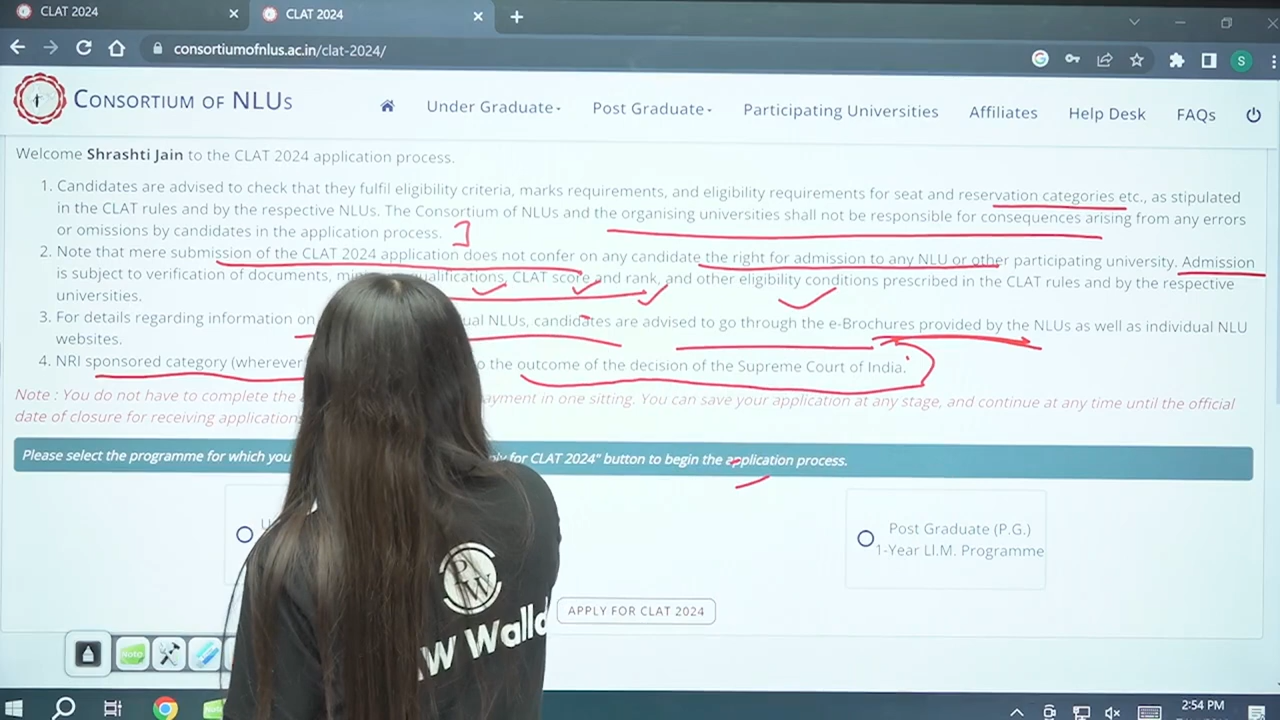 CLAT 2024
CLAT 2024
consortiumofnlus.ac.in/clat-2024/
S
CONSORTIUM OF NLUS
Under Graduate
Post Graduate
Participating Universities
Affiliates
Help Desk
FAQs
Welcome Shrashti Jain to the CLAT 2024 application process.
1. Candidates are advised to check that they fulfil eligibility criteria, marks requirements, and eligibility requirements for seat and reservation categories etc., as stipulated
in the CLAT rules and by the respective NLUs. The Consortium of NLUs and the organising universities shall not be responsible for consequences arising from any errors
or omissions by candidates in the application process.
2. Note that mere submission of the CLAT 2024 application does not confer on any candidate the right for admission to any NLU or other participating university. Admission
is subject to verification of documents, qualifications, CLAT score and rank, and other eligibility conditions prescribed in the CLAT rules and by the respective
universities.
3. For details regarding information on NLUs, candidates are advised to go through the e-Brochures provided by the NLUs as well as individual NLU
websites.
4. NRI sponsored category (wherever the outcome of the decision of the Supreme Court of India.
Note : You do not have to complete the in one sitting. You can save your application at any stage, and continue at any time until the official
date of closure for receiving
Please select the programme for which you for CLAT 2024" button to begin the application process.
Post Graduate (P.G.)
1-Year Ll.M. Programme
APPLY FOR CLAT 2024
PW
W Walla
Note
2:54 PM